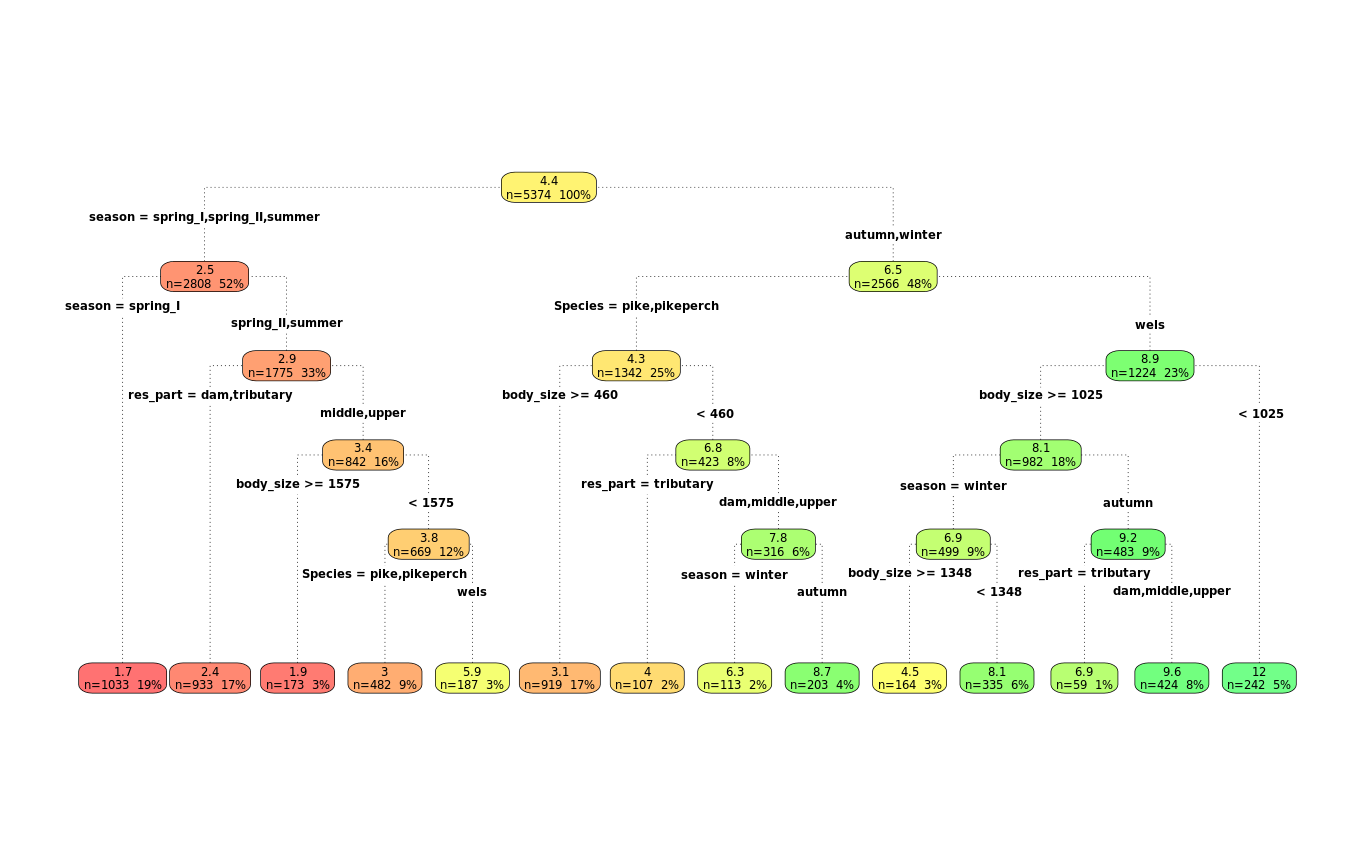 4.4
n=5374 100%
season = spring_I,spring_II,summer
autumn,winter
2.5
n=2808 52%
6.5
n=2566 48%
season = spring_I
spring_II,summer
Species = pike,pikeperch
wels
2.9
n=1775 33%
4.3
n=1342 25%
8.9
n=1224 23%
res_part = dam,tributary
middle,upper
body_size >= 460
< 460
body_size >= 1025
< 1025
3.4
n=842 16%
6.8
n=423 8%
8.1
n=982 18%
body_size >= 1575
< 1575
res_part = tributary
dam,middle,upper
season = winter
autumn
3.8
n=669 12%
7.8
n=316 6%
6.9
n=499 9%
9.2
n=483 9%
Species = pike,pikeperch
wels
season = winter
autumn
body_size >= 1348
< 1348
res_part = tributary
dam,middle,upper
1.7
n=1033 19%
2.4
n=933 17%
1.9
n=173 3%
3
n=482 9%
5.9
n=187 3%
3.1
n=919 17%
4
n=107 2%
6.3
n=113 2%
8.7
n=203 4%
4.5
n=164 3%
8.1
n=335 6%
6.9
n=59 1%
9.6
n=424 8%
12
n=242 5%